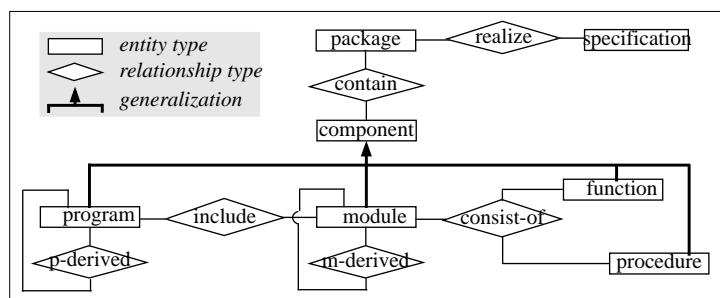 entity type
relationship type
generalization
package
realize
specification
contain
component
program
include
module
consist-of
function
p-derived
m-derived
procedure